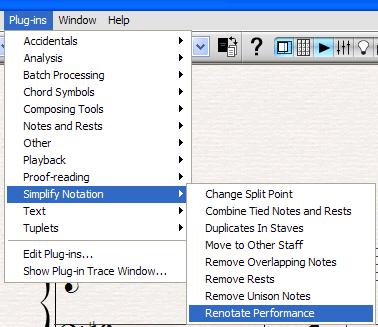 Plug-ins Window Help
Accidentals
Analysis
Batch Processing
Chord Symbols
Composing Tools
Notes and Rests
Other
Playback
Proof-reading
Simplify Notation
Text
Tuplets
Edit Plug-ins...
Show Plug-in Trace Window...
Change Split Point
Combine Tied Notes and Rests
Duplicates In Staves
Move to Other Staff
Remove Overlapping Notes
Remove Rests
Remove Unison Notes
Renotate Performance